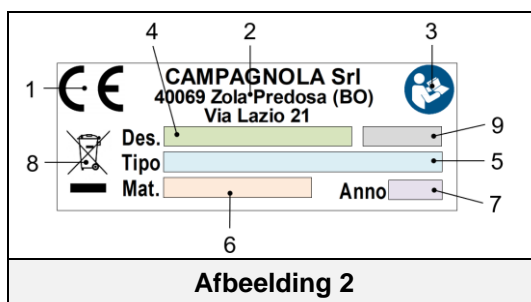 4 2 3
1 CE CAMPAGNOLA Srl
40069 Zola Predosa (BO)
Via Lazio 21
Des. 9
8 Tipo 5
Mat. Anno 7
6
Afbeelding 2